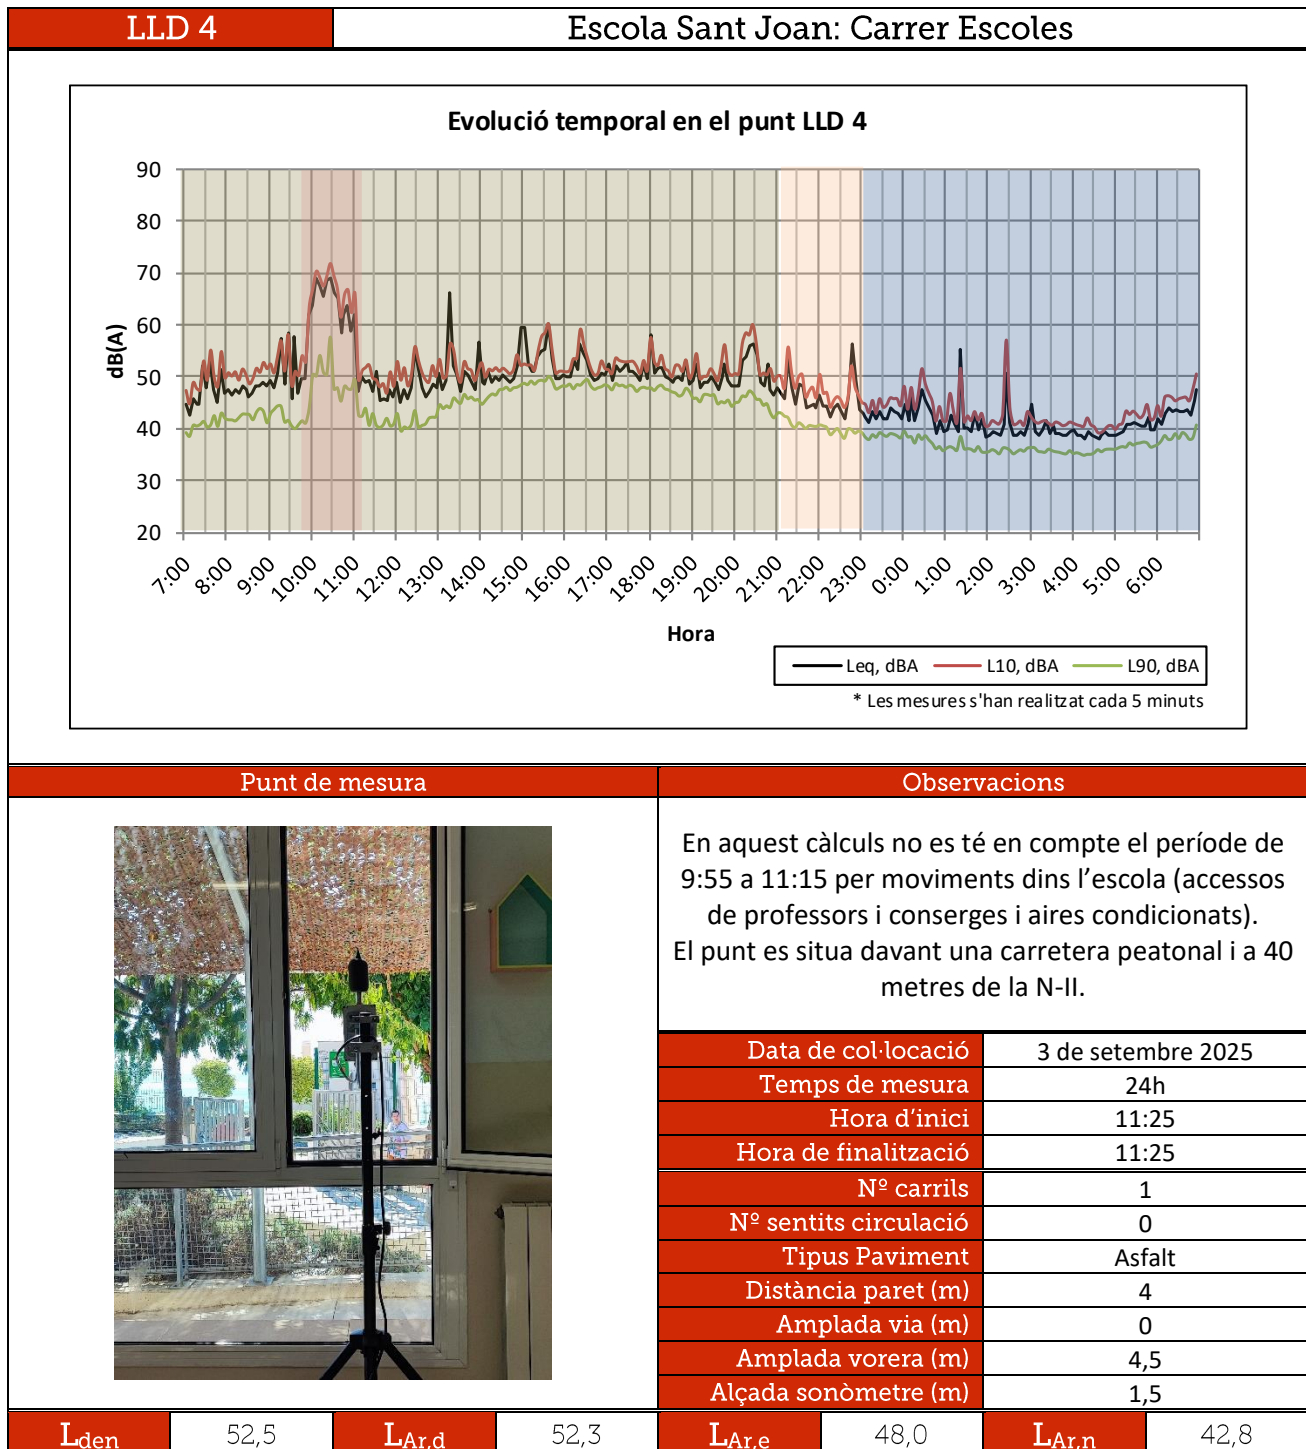 LLD 4
Escola Sant Joan: Carrer Escoles
Evolució temporal en el punt LLD 4
90
80
70
60
50
40
30
20
dB(A)
7:00 8:00 9:00 10:00 11:00 12:00 13:00 14:00 15:00 16:00 17:00 18:00 19:00 20:00 21:00 22:00 23:00 0:00 1:00 2:00 3:00 4:00 5:00 6:00
Hora
Leq, dBA L10, dBA L90, dBA
* Les mesures s'han realitzat cada 5 minuts
Punt de mesura
Observacions
En aquest càlculs no es té en compte el període de
9:55 a 11:15 per moviments dins l’escola (accessos
de professors i conserges i aires condicionats).
El punt es situa davant una carretera peatonal i a 40
metres de la N-II.
Data de col·locació 3 de setembre 2025
Temps de mesura 24h
Hora d’inici 11:25
Hora de finalització 11:25
Nº carrils 1
Nº sentits circulació 0
Tipus Paviment Asfalt
Distància paret (m) 4
Amplada via (m) 0
Amplada vorera (m) 4,5
Alçada sonòmetre (m) 1,5
Lden 52,5 LAr,d 52,3 LAr,e 48,0 LAr,n 42,8